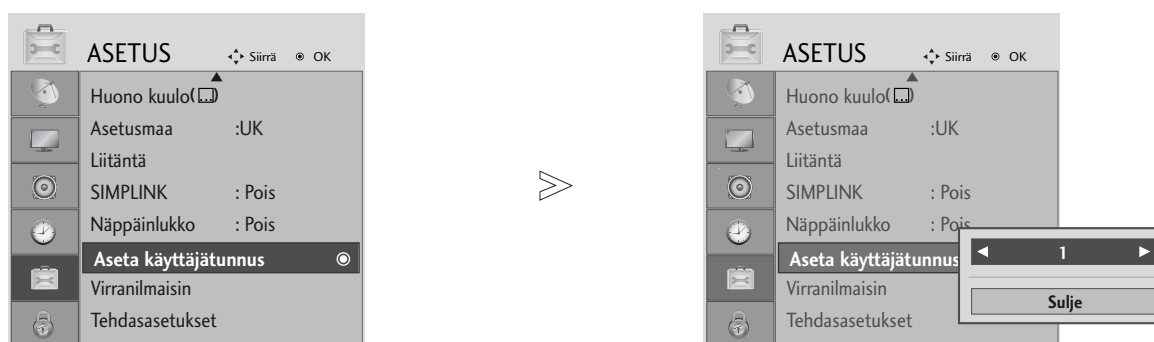 ASETUS Siirrä OK
Huono kuulo( )
Asetusmaa :UK
Liitäntä
SIMPLINK : Pois
Näppäinlukko : Pois
Aseta käyttäjätunnus
Virranilmaisin
Tehdasasetukset
ASETUS Siirrä OK
Huono kuulo( )
Asetusmaa :UK
Liitäntä
SIMPLINK : Pois
Näppäinlukko : Pois
Aseta käyttäjätunnus
Virranilmaisin
Tehdasasetukset
1
Sulje